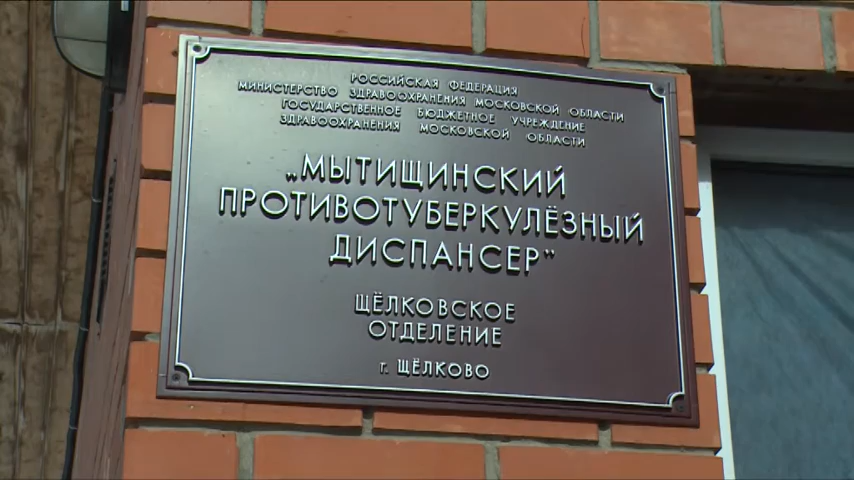 РОССИЙСКАЯ ФЕДЕРАЦИЯ
МИНИСТЕРСТВО ЗДРАВООХРАНЕНИЯ МОСКОВСКОЙ ОБЛАСТИ
ГОСУДАРСТВЕННОЕ БЮДЖЕТНОЕ УЧРЕЖДЕНИЕ
ЗДРАВООХРАНЕНИЯ МОСКОВСКОЙ ОБЛАСТИ
„МЫТИЩИНСКИЙ
ПРОТИВОТУБЕРКУЛЁЗНЫЙ
ДИСПАНСЕР”
ЩЁЛКОВСКОЕ
ОТДЕЛЕНИЕ
г. ЩЁЛКОВО